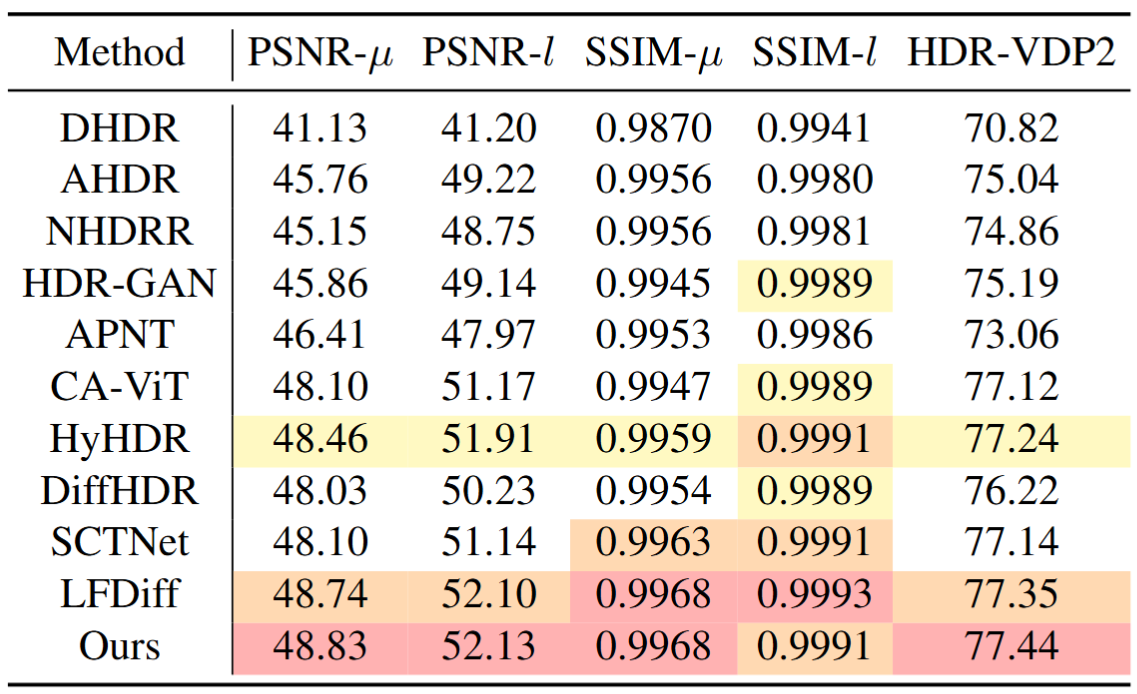 Method PSNR-μ PSNR-l SSIM-μ SSIM-l HDR-VDP2
DHDR 41.13 41.20 0.9870 0.9941 70.82
AHDR 45.76 49.22 0.9956 0.9980 75.04
NHDRR 45.15 48.75 0.9956 0.9981 74.86
HDR-GAN 45.86 49.14 0.9945 0.9989 75.19
APNT 46.41 47.97 0.9953 0.9986 73.06
CA-ViT 48.10 51.17 0.9947 0.9989 77.12
HyHDR 48.46 51.91 0.9959 0.9991 77.24
DiffHDR 48.03 50.23 0.9954 0.9989 76.22
SCTNet 48.10 51.14 0.9963 0.9991 77.14
LFDiff 48.74 52.10 0.9968 0.9993 77.35
Ours 48.83 52.13 0.9968 0.9991 77.44